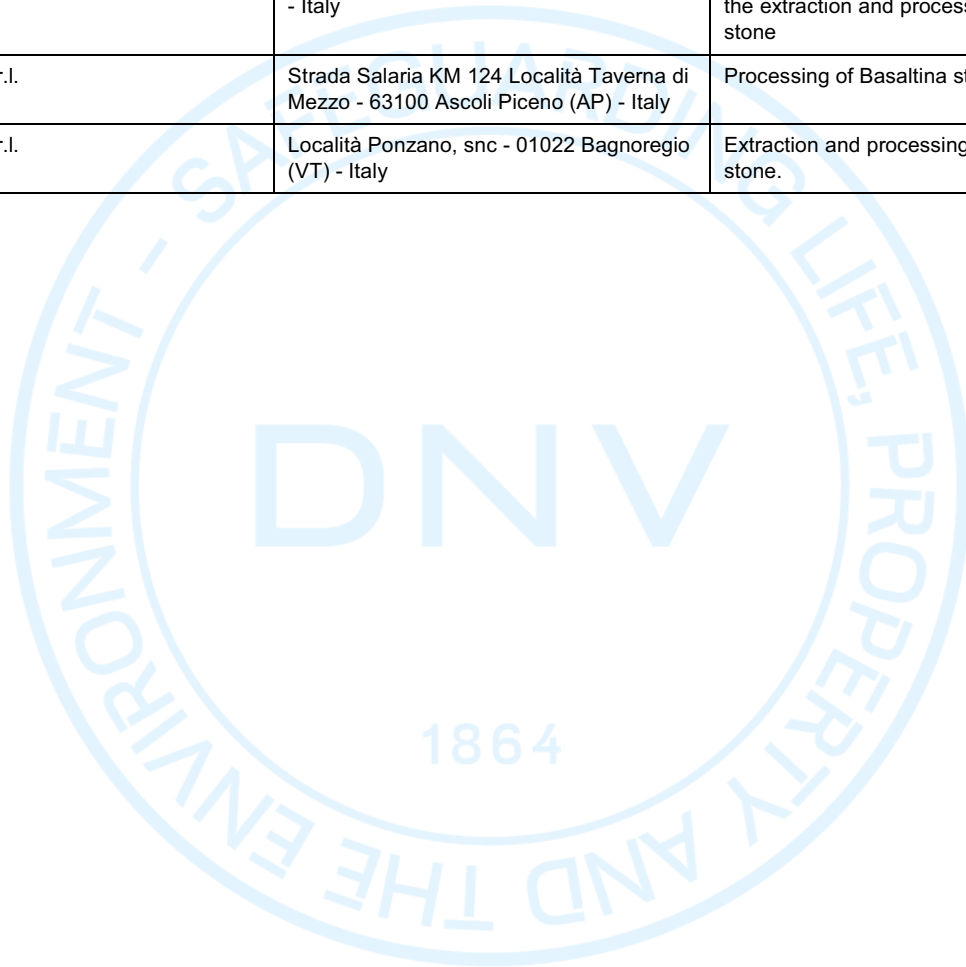 - Italy
the extraction and process
stone
r.l.
Strada Salaria KM 124 Località Taverna di
Mezzo - 63100 Ascoli Piceno (AP) - Italy
Processing of Basaltina st
r.l.
Località Ponzano, snc - 01022 Bagnoregio
(VT) - Italy
Extraction and processing
stone.
SAFEGUARDING LIFE, PROPERTY AND THE ENVIRONMENT -
DNV
1864